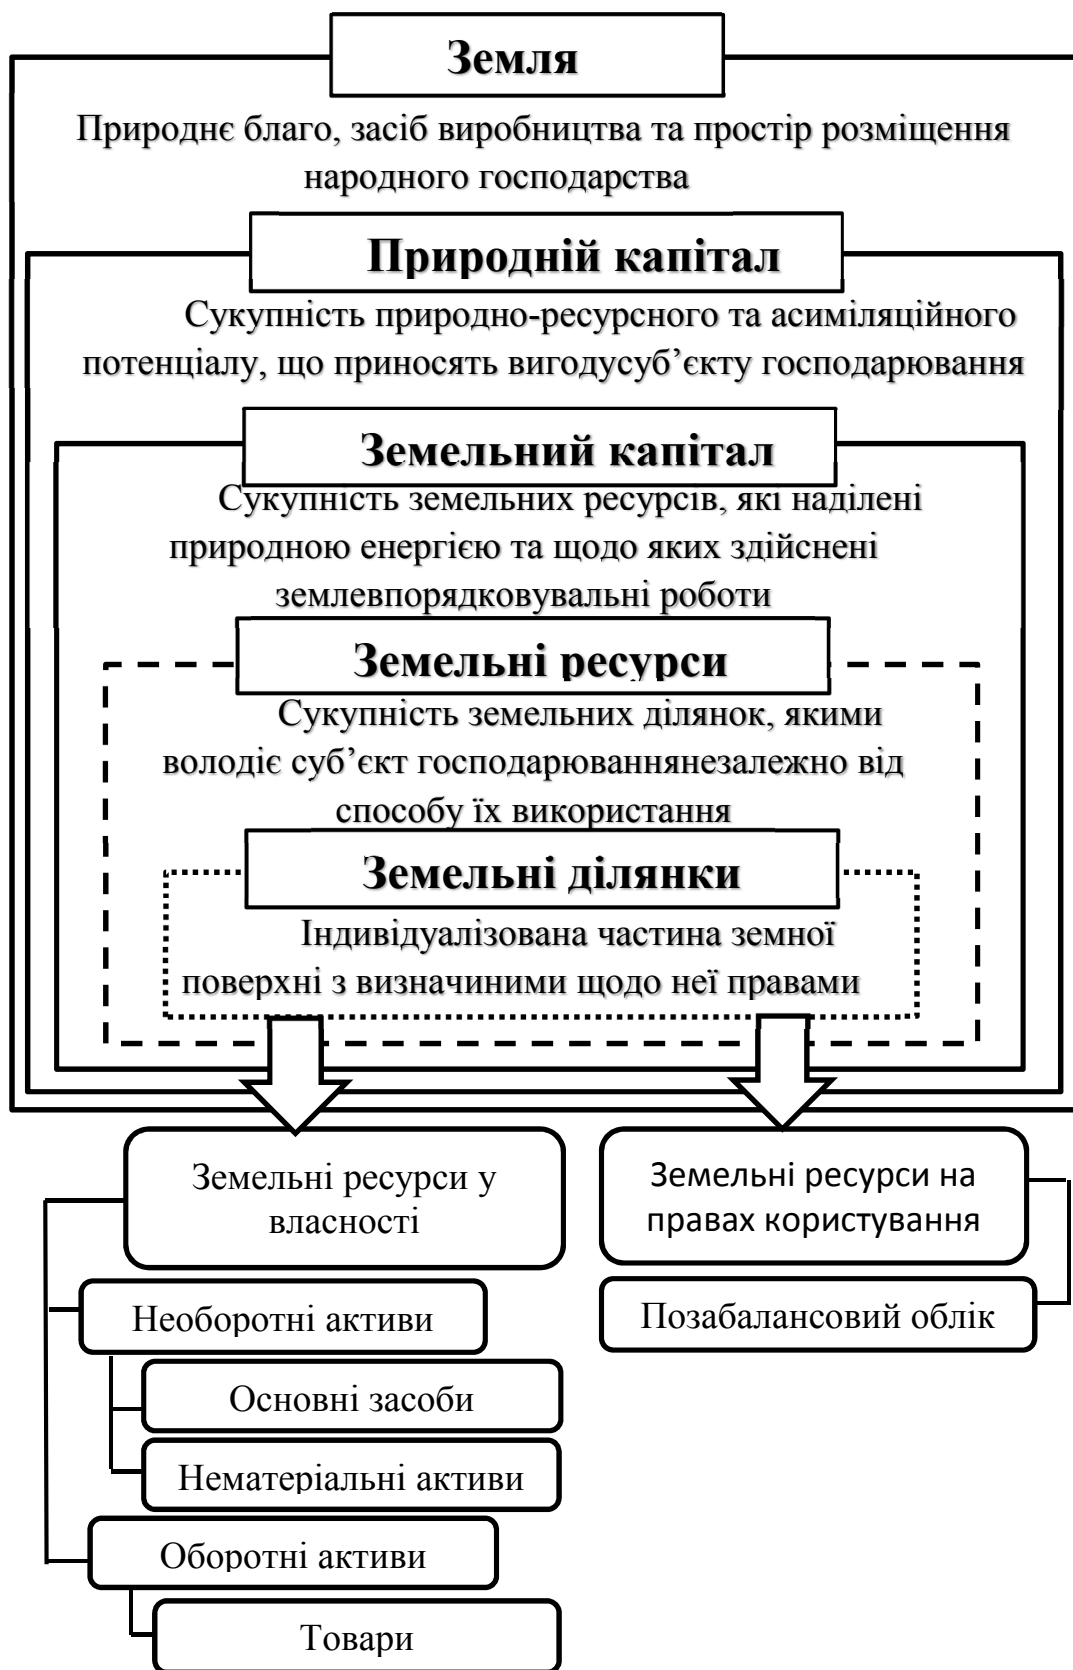 Земля
Природнє благо, засіб виробництва та простір розміщення
народного господарства
Природній капітал
Сукупність природно-ресурсного та асиміляційного
потенціалу, що приносять вигодусуб’єкту господарювання
Земельний капітал
Сукупність земельних ресурсів, які наділені
природною енергією та щодо яких здійснені
землевпорядковувальні роботи
Земельні ресурси
Сукупність земельних ділянок, якими
володіє суб’єкт господарюваннянезалежно від
способу їх використання
Земельні ділянки
Індивідуалізована частина земної
поверхні з визначиними щодо неї правами
Земельні ресурси у
власності
Земельні ресурси на
правах користування
Необоротні активи
Позабалансовий облік
Основні засоби
Нематеріальні активи
Оборотні активи
Товари